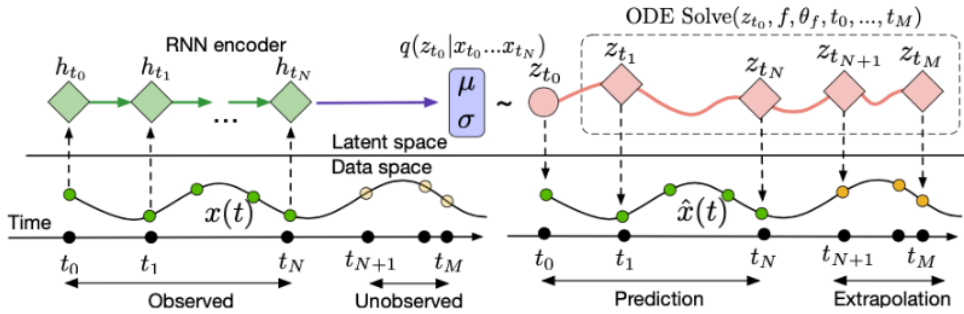 ODE Solve(z_{t_0}, f, θ_f, t_0, ..., t_M)
RNN encoder
q(z_{t_0}|x_{t_0}...x_{t_N})
h_{t_0} h_{t_1} h_{t_N}
z_{t_0} z_{t_1} z_{t_N} z_{t_{N+1}} z_{t_M}
...
μ
σ
~
Latent space
Data space
x(t)
x̂(t)
Time
t_0 t_1 t_N t_{N+1} t_M
t_0 t_1 t_N t_{N+1} t_M
Observed Unobserved
Prediction Extrapolation